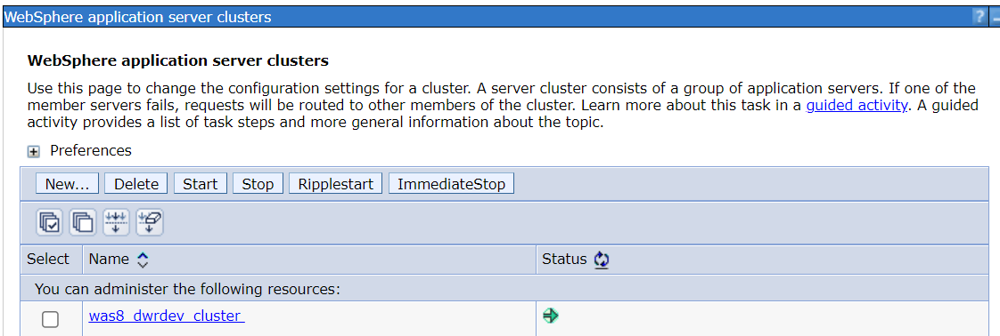 WebSphere application server clusters
?
WebSphere application server clusters
Use this page to change the configuration settings for a cluster. A server cluster consists of a group of application servers. If one of the
member servers fails, requests will be routed to other members of the cluster. Learn more about this task in a guided activity. A guided
activity provides a list of task steps and more general information about the topic.
Preferences
New... Delete Start Stop Ripplestart ImmediateStop
Select Name Status
You can administer the following resources:
was8_dwrdev_cluster